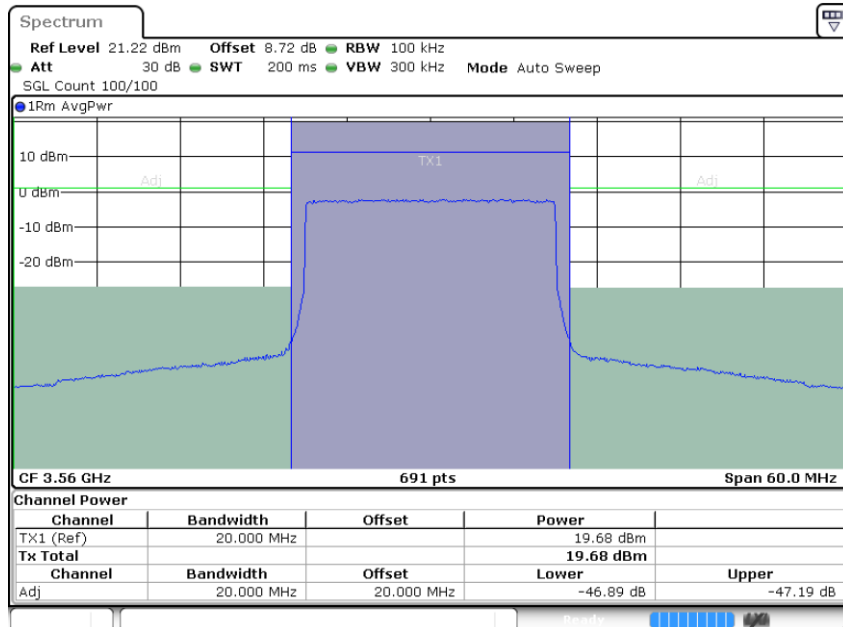 Spectrum
Ref Level 21.22 dBm Offset 8.72 dB RBW 100 kHz
Att 30 dB SWT 200 ms VBW 300 kHz Mode Auto Sweep
SGL Count 100/100
1Rm AvgPwr
10 dBm
TX1
Adj Adj
0 dBm
-10 dBm
-20 dBm
CF 3.56 GHz 691 pts Span 60.0 MHz
Channel Power
Channel Bandwidth Offset Power
TX1 (Ref) 20.000 MHz 19.68 dBm
Tx Total 19.68 dBm
Channel Bandwidth Offset Lower Upper
Adj 20.000 MHz 20.000 MHz -46.89 dB -47.19 dB
Ready